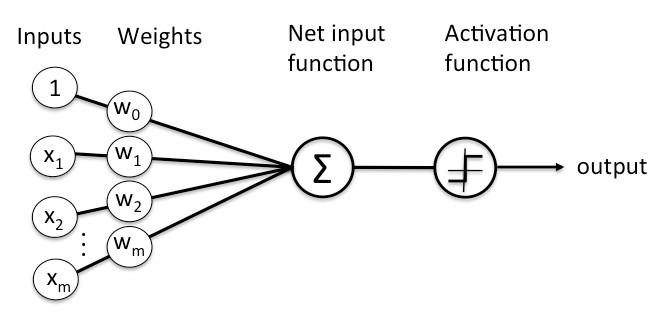 Inputs
Weights
Net input
function
Activation
function
1
w0
x1
w1
x2
w2
⋮
wm
xm
Σ
output